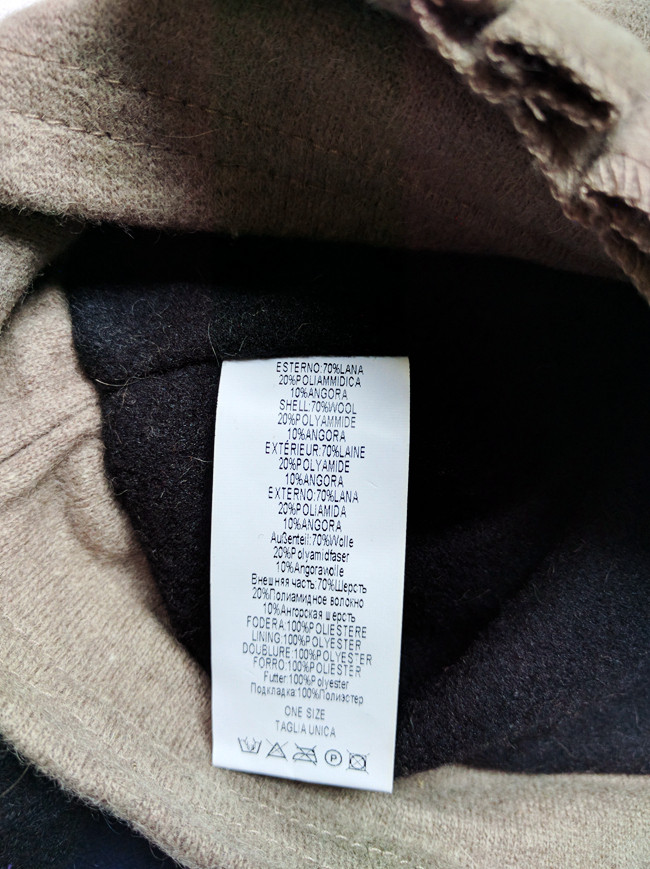 ESTERNO:70%LANA
20%POLIAMMIDICA
10%ANGORA
SHELL:70%WOOL
20%POLYAMMIDE
10%ANGORA
EXTÉRIEUR:70%LAINE
20%POLYAMIDE
10%ANGORA
EXTERNO:70%LANA
20%POLiAMIDA
10%ANGORA
Außenteil:70%Wolle
20%Polyamidfaser
10%Angoravolle
Внешняя часть:70%Шерсть
20%Полиамидное волокно
10%Ангорская шерсть
FODERA:100%POLIESTERE
LINING:100%POLYESTER
DOUBLURE:100%POLYESTER
FORRO:100%POLIÉSTER
Futter:100%Polyester
Подкладка:100%Полиэстер
ONE SIZE
TAGLIA UNICA
P